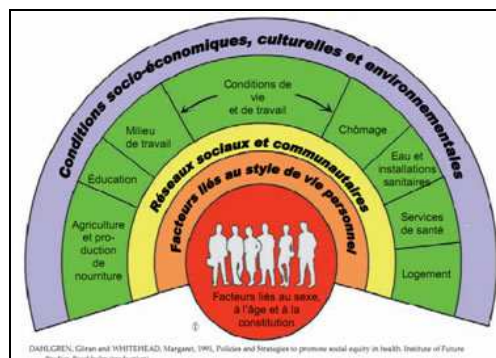 Conditions socio-économiques, culturelles et environnementales
Conditions de
vie
et de travail
Milieu
de travail
Chômage
Éducation
Eau et
installations
sanitaires
Agriculture
et pro-
duction
de
nourriture
Services
de santé
Logement
Réseaux sociaux et communautaires
Facteurs liés au style de vie personnel
Facteurs liés au sexe,
à l'âge et à la
constitution
DAHLGREN, Göran and WHITEHEAD, Margaret, 1991, Policies and Strategies to promote social equity in health. Institute of Future